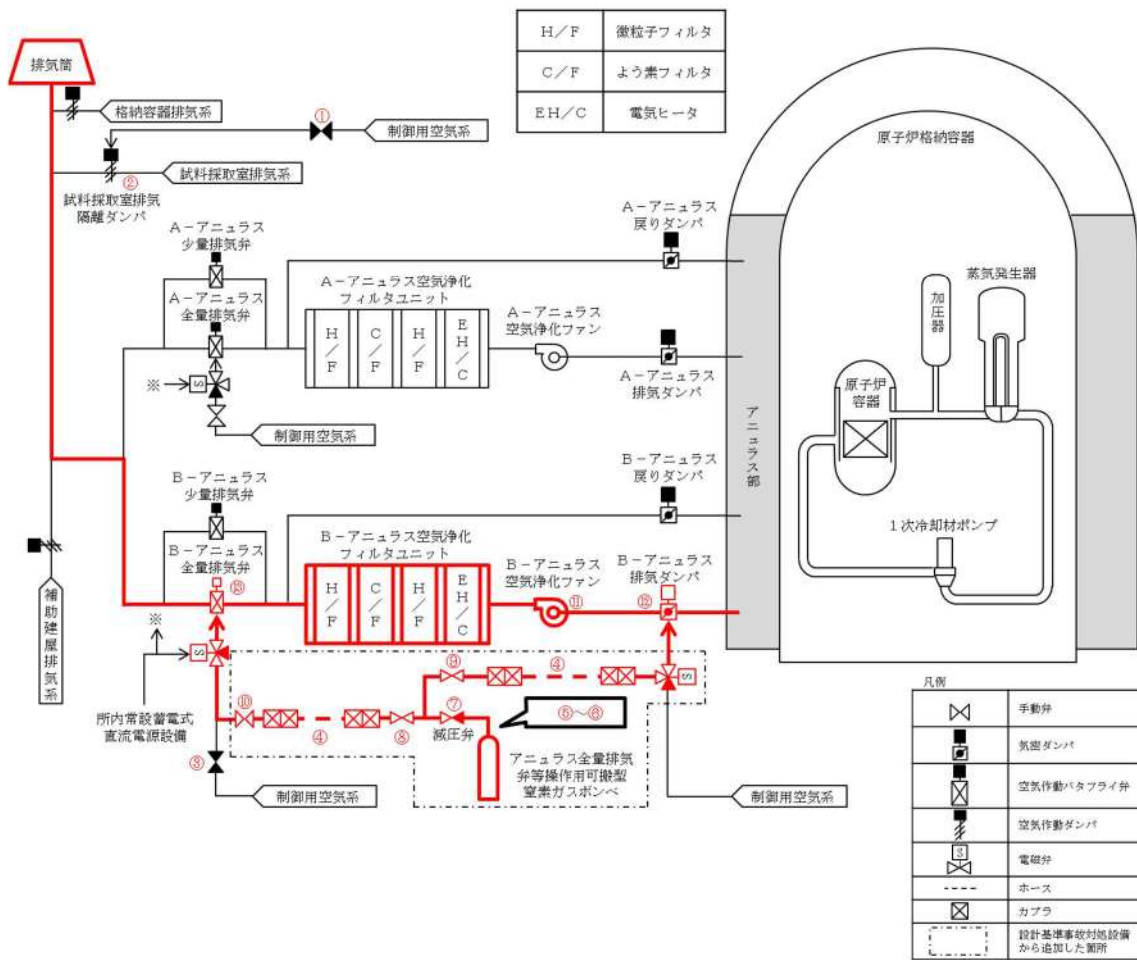 H/F 微粒子フィルタ
C/F よう素フィルタ
EH/C 電気ヒータ
排気筒
格納容器排気系
①
制御用空気系
②
試料採取室排気系
試料採取室排気
隔離ダンパ
原子炉格納容器
A-アニュラス
戻りダンパ
A-アニュラス
少量排気弁
A-アニュラス
全量排気弁
A-アニュラス空気浄化
フィルタユニット
H/F
C/F
H/F
EH/C
A-アニュラス
空気浄化ファン
A-アニュラス
排気ダンパ
※
S
制御用空気系
蒸気発生器
加圧器
原子炉
容器
アニュラス部
1次冷却材ポンプ
B-アニュラス
戻りダンパ
B-アニュラス
少量排気弁
B-アニュラス
全量排気弁
⑬
B-アニュラス空気浄化
フィルタユニット
H/F
C/F
H/F
EH/C
B-アニュラス
空気浄化ファン
⑪
B-アニュラス
排気ダンパ
⑫
補助建屋排気系
※
S
所内常設蓄電式
直流電源設備
⑨
④
S
⑩
④
⑧
⑦
減圧弁
⑤~⑥
アニュラス全量排気
弁等操作用可搬型
窒素ガスボンベ
③
制御用空気系
制御用空気系
凡例
手動弁
気密ダンパ
空気作動バタフライ弁
空気作動ダンパ
S
電磁弁
ホース
カプラ
設計基準事故対処設備
から追加した箇所